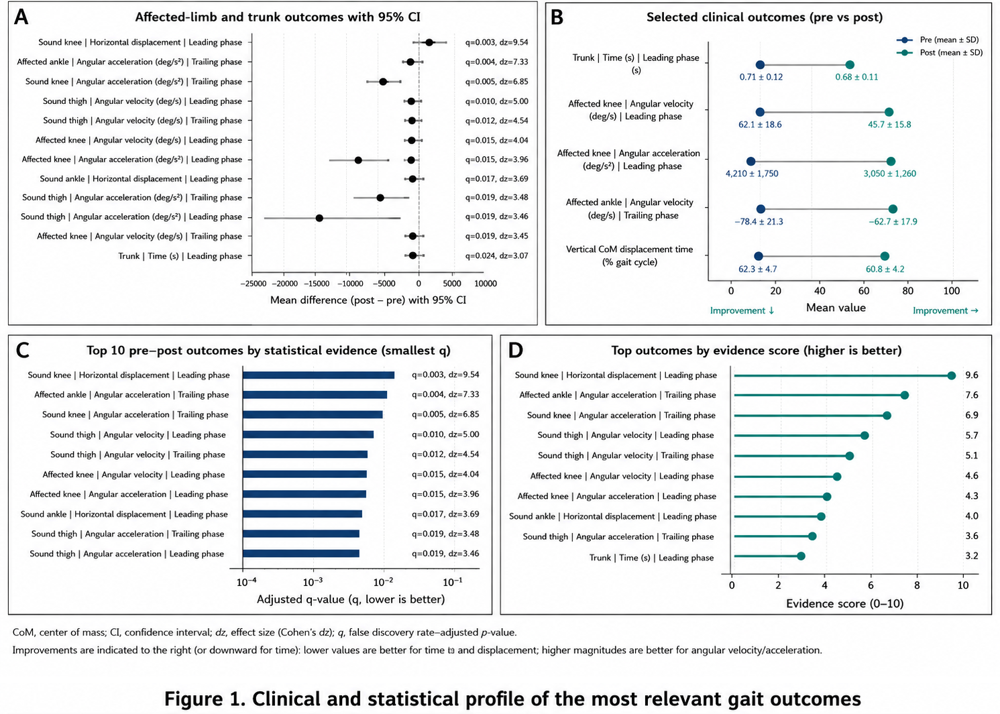 A
Affected-limb and trunk outcomes with 95% CI
Sound knee | Horizontal displacement | Leading phase q=0.003, dz=9.54
Affected ankle | Angular acceleration (deg/s²) | Trailing phase q=0.004, dz=7.33
Sound knee | Angular acceleration (deg/s²) | Trailing phase q=0.005, dz=6.85
Sound thigh | Angular velocity (deg/s) | Leading phase q=0.010, dz=5.00
Sound thigh | Angular velocity (deg/s) | Trailing phase q=0.012, dz=4.54
Affected knee | Angular velocity (deg/s) | Leading phase q=0.015, dz=4.04
Affected knee | Angular acceleration (deg/s²) | Leading phase q=0.015, dz=3.96
Sound ankle | Horizontal displacement | Leading phase q=0.017, dz=3.69
Sound thigh | Angular acceleration (deg/s²) | Trailing phase q=0.019, dz=3.48
Sound thigh | Angular acceleration (deg/s²) | Leading phase q=0.019, dz=3.46
Affected knee | Angular velocity (deg/s) | Trailing phase q=0.019, dz=3.45
Trunk | Time (s) | Leading phase q=0.024, dz=3.07
−25000 −20000 −15000 −10000 −5000 0 5000 10000
Mean difference (post – pre) with 95% CI
B
Selected clinical outcomes (pre vs post)
Pre (mean ± SD)
Post (mean ± SD)
Trunk | Time (s) | Leading phase
(s)
0.71 ± 0.12 0.68 ± 0.11
Affected knee | Angular velocity
(deg/s) | Leading phase
62.1 ± 18.6 45.7 ± 15.8
Affected knee | Angular acceleration
(deg/s²) | Leading phase
4,210 ± 1,750 3,050 ± 1,260
Affected ankle | Angular velocity
(deg/s) | Trailing phase
−78.4 ± 21.3 −62.7 ± 17.9
Vertical CoM displacement time
(% gait cycle)
62.3 ± 4.7 60.8 ± 4.2
0 20 40 60 80 100
Improvement ↓ Mean value Improvement →
C
Top 10 pre–post outcomes by statistical evidence (smallest q)
Sound knee | Horizontal displacement | Leading phase q=0.003, dz=9.54
Affected ankle | Angular acceleration | Trailing phase q=0.004, dz=7.33
Sound knee | Angular acceleration | Trailing phase q=0.005, dz=6.85
Sound thigh | Angular velocity | Leading phase q=0.010, dz=5.00
Sound thigh | Angular velocity | Trailing phase q=0.012, dz=4.54
Affected knee | Angular velocity | Leading phase q=0.015, dz=4.04
Affected knee | Angular acceleration | Leading phase q=0.015, dz=3.96
Sound ankle | Horizontal displacement | Leading phase q=0.017, dz=3.69
Sound thigh | Angular acceleration | Trailing phase q=0.019, dz=3.48
Sound thigh | Angular acceleration | Leading phase q=0.019, dz=3.46
10⁻⁴ 10⁻³ 10⁻² 10⁻¹
Adjusted q-value (q, lower is better)
D
Top outcomes by evidence score (higher is better)
Sound knee | Horizontal displacement | Leading phase 9.6
Affected ankle | Angular acceleration | Trailing phase 7.6
Sound knee | Angular acceleration | Trailing phase 6.9
Sound thigh | Angular velocity | Leading phase 5.7
Sound thigh | Angular velocity | Trailing phase 5.1
Affected knee | Angular velocity | Leading phase 4.6
Affected knee | Angular acceleration | Leading phase 4.3
Sound ankle | Horizontal displacement | Leading phase 4.0
Sound thigh | Angular acceleration | Trailing phase 3.6
Trunk | Time (s) | Leading phase 3.2
0 2 4 6 8 10
Evidence score (0–10)
CoM, center of mass; CI, confidence interval; dz, effect size (Cohen's dz); q, false discovery rate–adjusted p-value.
Improvements are indicated to the right (or downward for time): lower values are better for time and displacement; higher magnitudes are better for angular velocity/acceleration.
Figure 1. Clinical and statistical profile of the most relevant gait outcomes